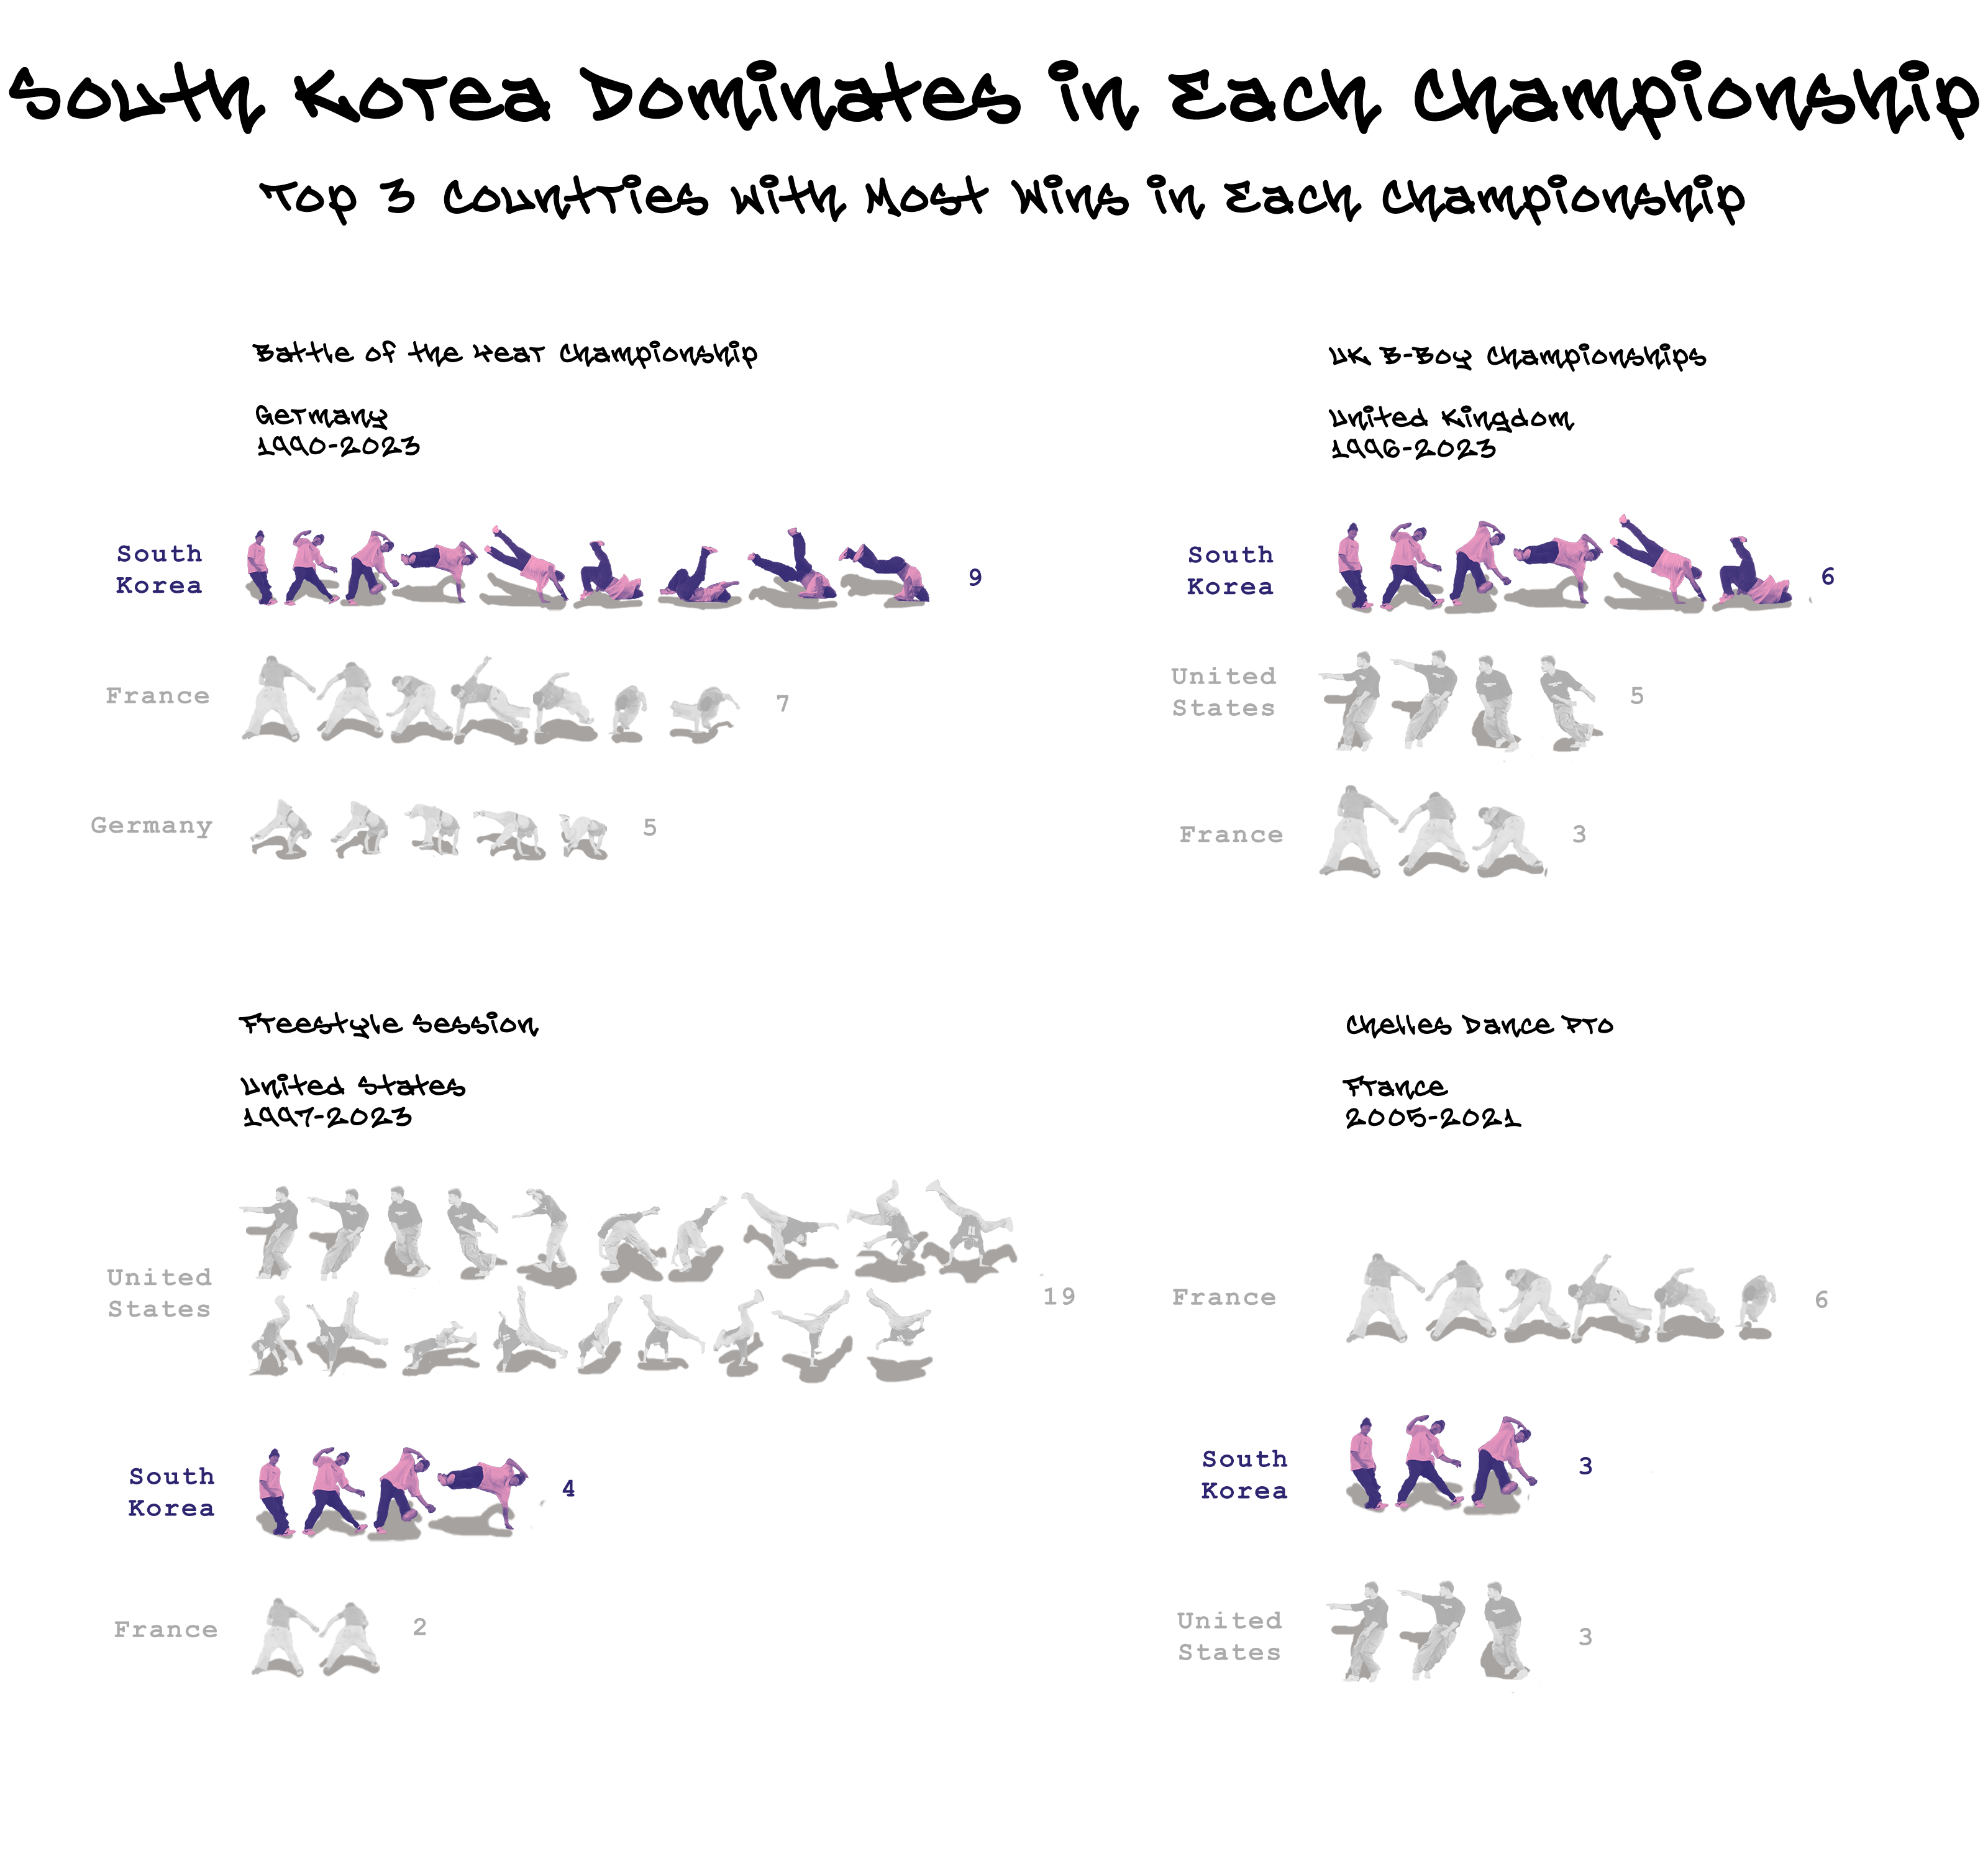 South Korea Dominates in Each Championship
Top 3 Countries With Most Wins in Each Championship
Battle of the Year Championship
Germany
1990-2023
South
Korea
9
France
7
Germany
5
UK B-Boy Championships
United Kingdom
1996-2023
South
Korea
6
United
States
5
France
3
Freestyle Session
United States
1997-2023
United
States
19
South
Korea
4
France
2
Chelles Dance Pro
France
2005-2021
France
6
South
Korea
3
United
States
3